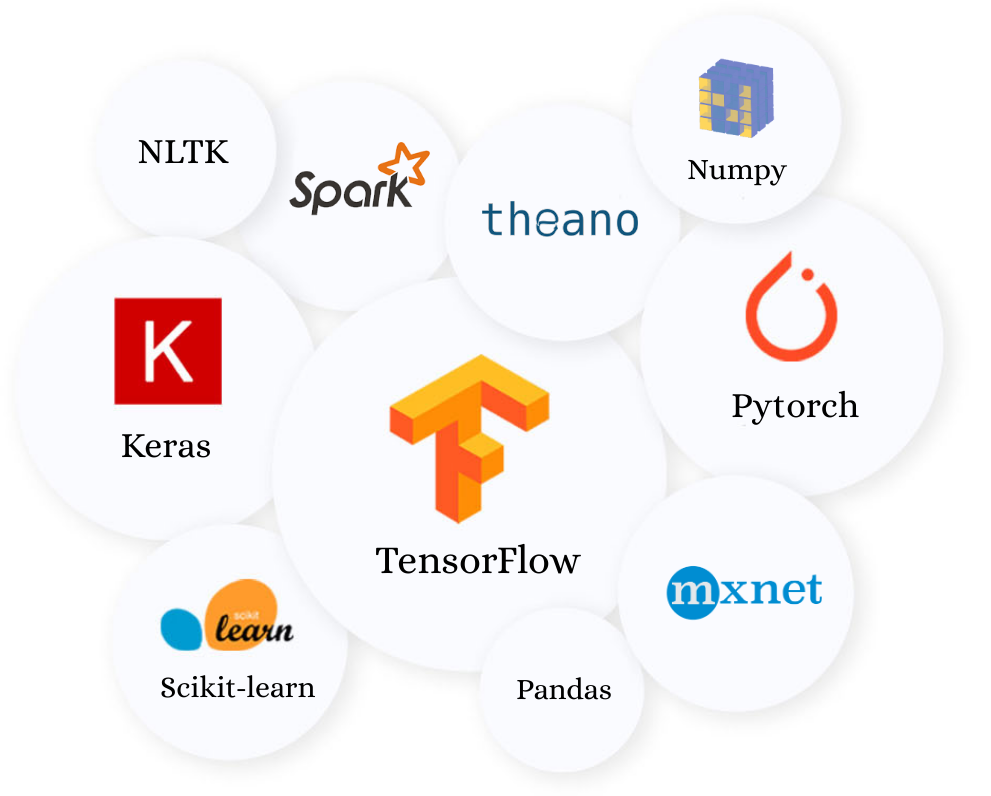 NLTK
Spark
theano
Numpy
K
Keras
TensorFlow
Pytorch
scikit
learn
Scikit-learn
Pandas
mxnet